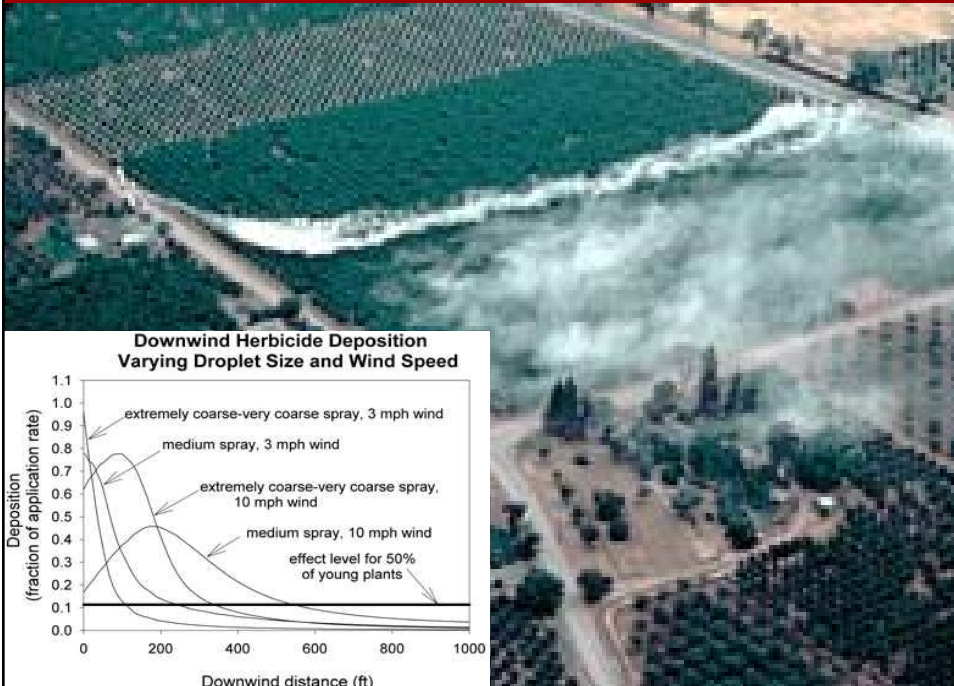 Downwind Herbicide Deposition
Varying Droplet Size and Wind Speed
Deposition
(fraction of application rate)
1.1
1.0
0.9
0.8
0.7
0.6
0.5
0.4
0.3
0.2
0.1
0.0
extremely coarse-very coarse spray, 3 mph wind
medium spray, 3 mph wind
extremely coarse-very coarse spray,
10 mph wind
medium spray, 10 mph wind
effect level for 50%
of young plants
0 200 400 600 800 1000
Downwind distance (ft)